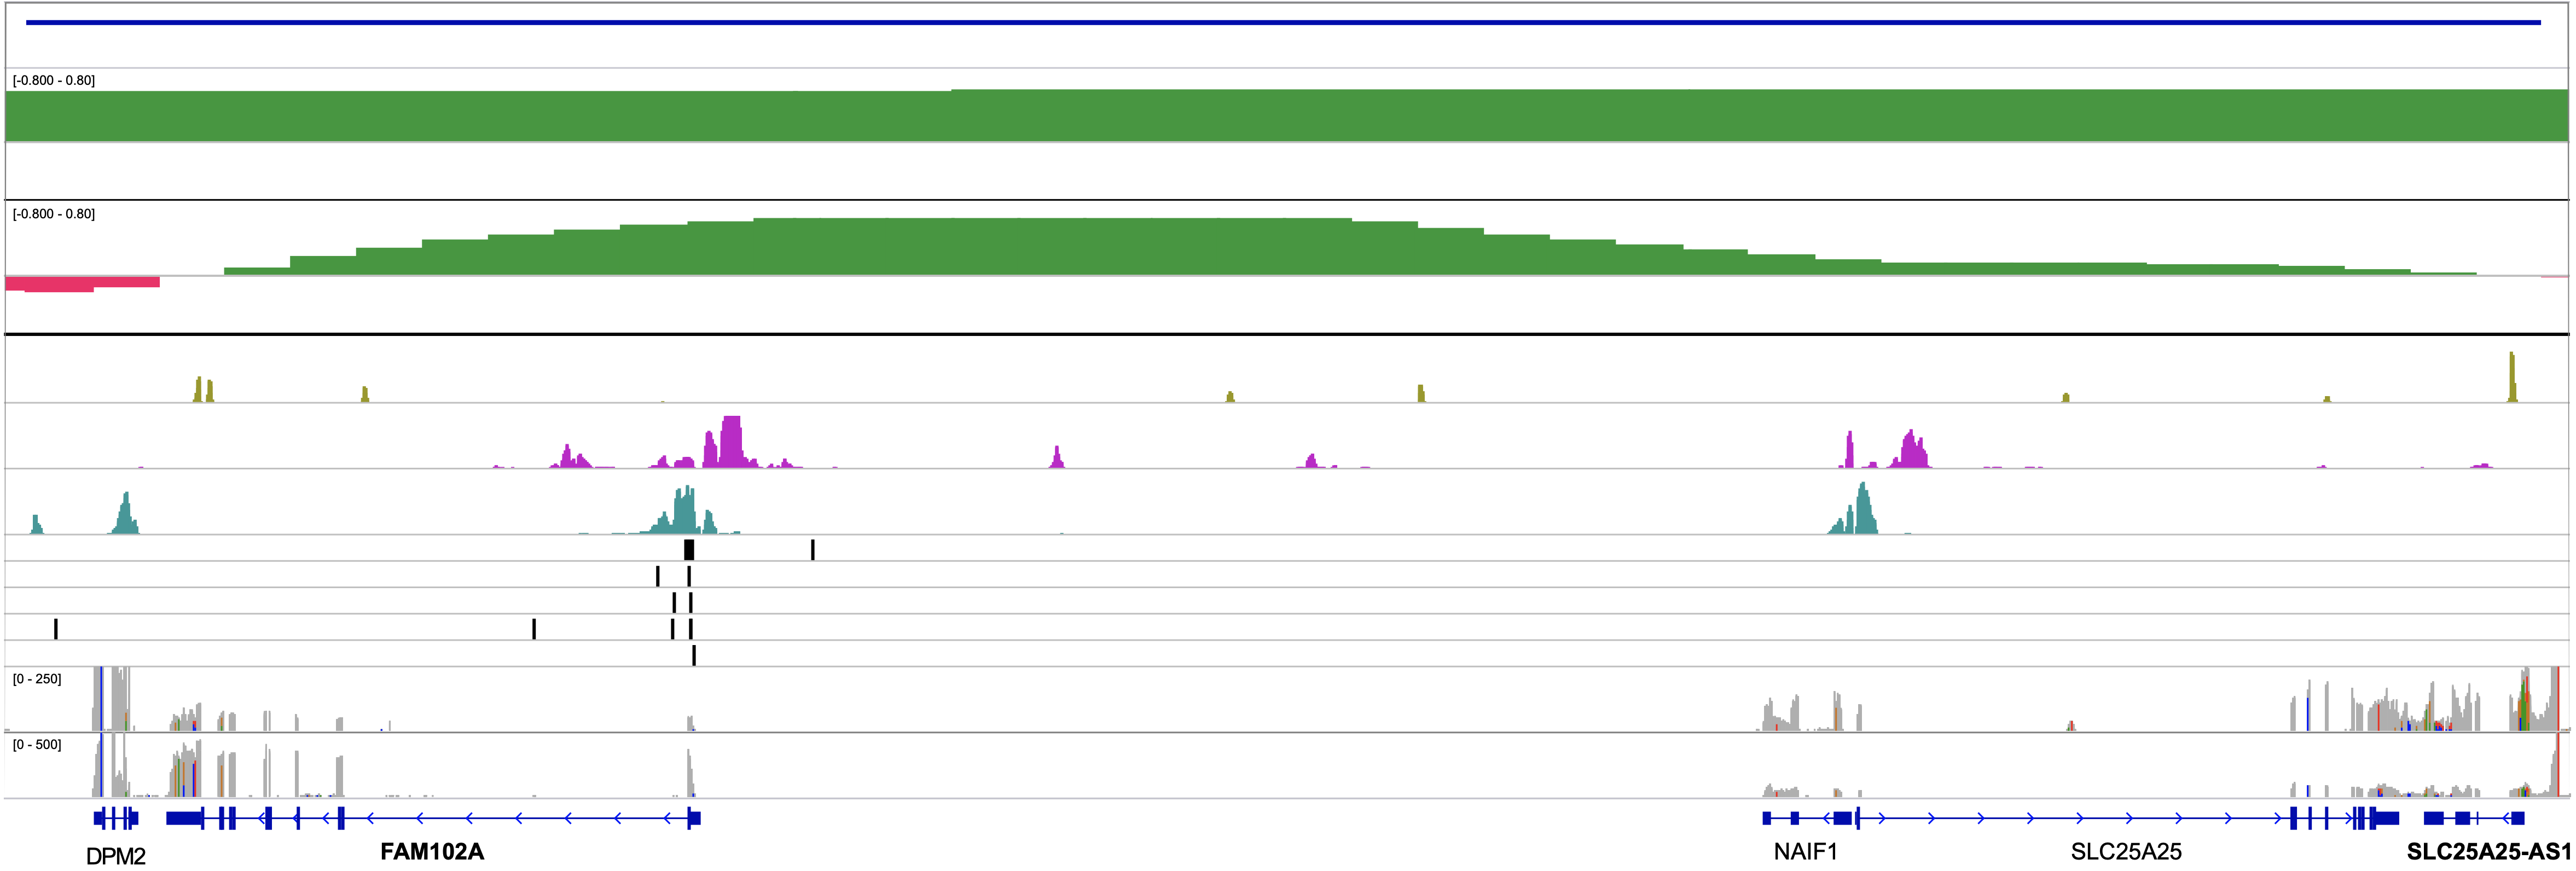 [-0.800 - 0.80]
[-0.800 - 0.80]
[0 - 250]
[0 - 500]
DPM2 FAM102A NAIF1 SLC25A25 SLC25A25-AS1